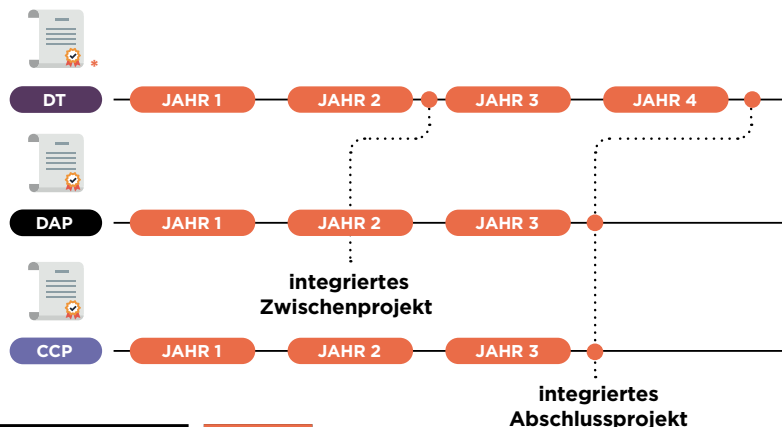 *
DT JAHR 1 JAHR 2 JAHR 3 JAHR 4
DAP JAHR 1 JAHR 2 JAHR 3
integriertes
Zwischenprojekt
CCP JAHR 1 JAHR 2 JAHR 3
integriertes
Abschlussprojekt